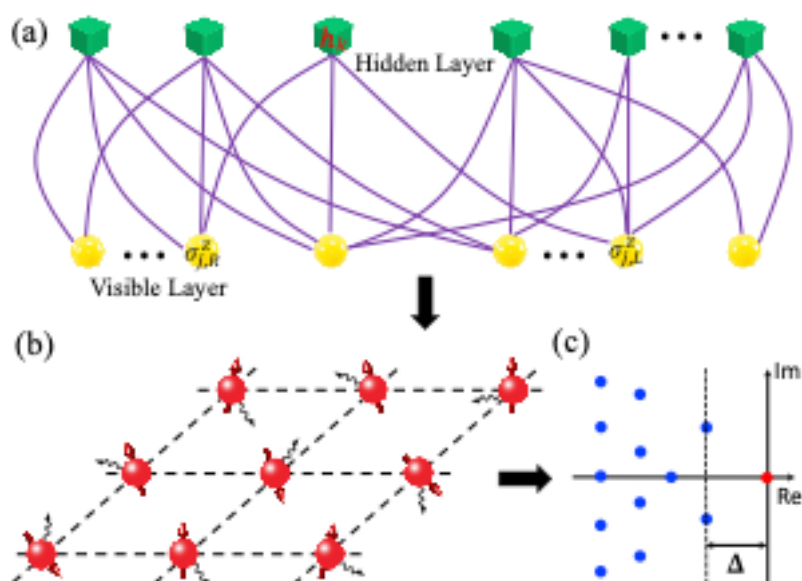 (a)
h_k
Hidden Layer
σ^z_{j,R}
σ^z_{j,L}
Visible Layer
(b)
(c)
Im
Re
Δ